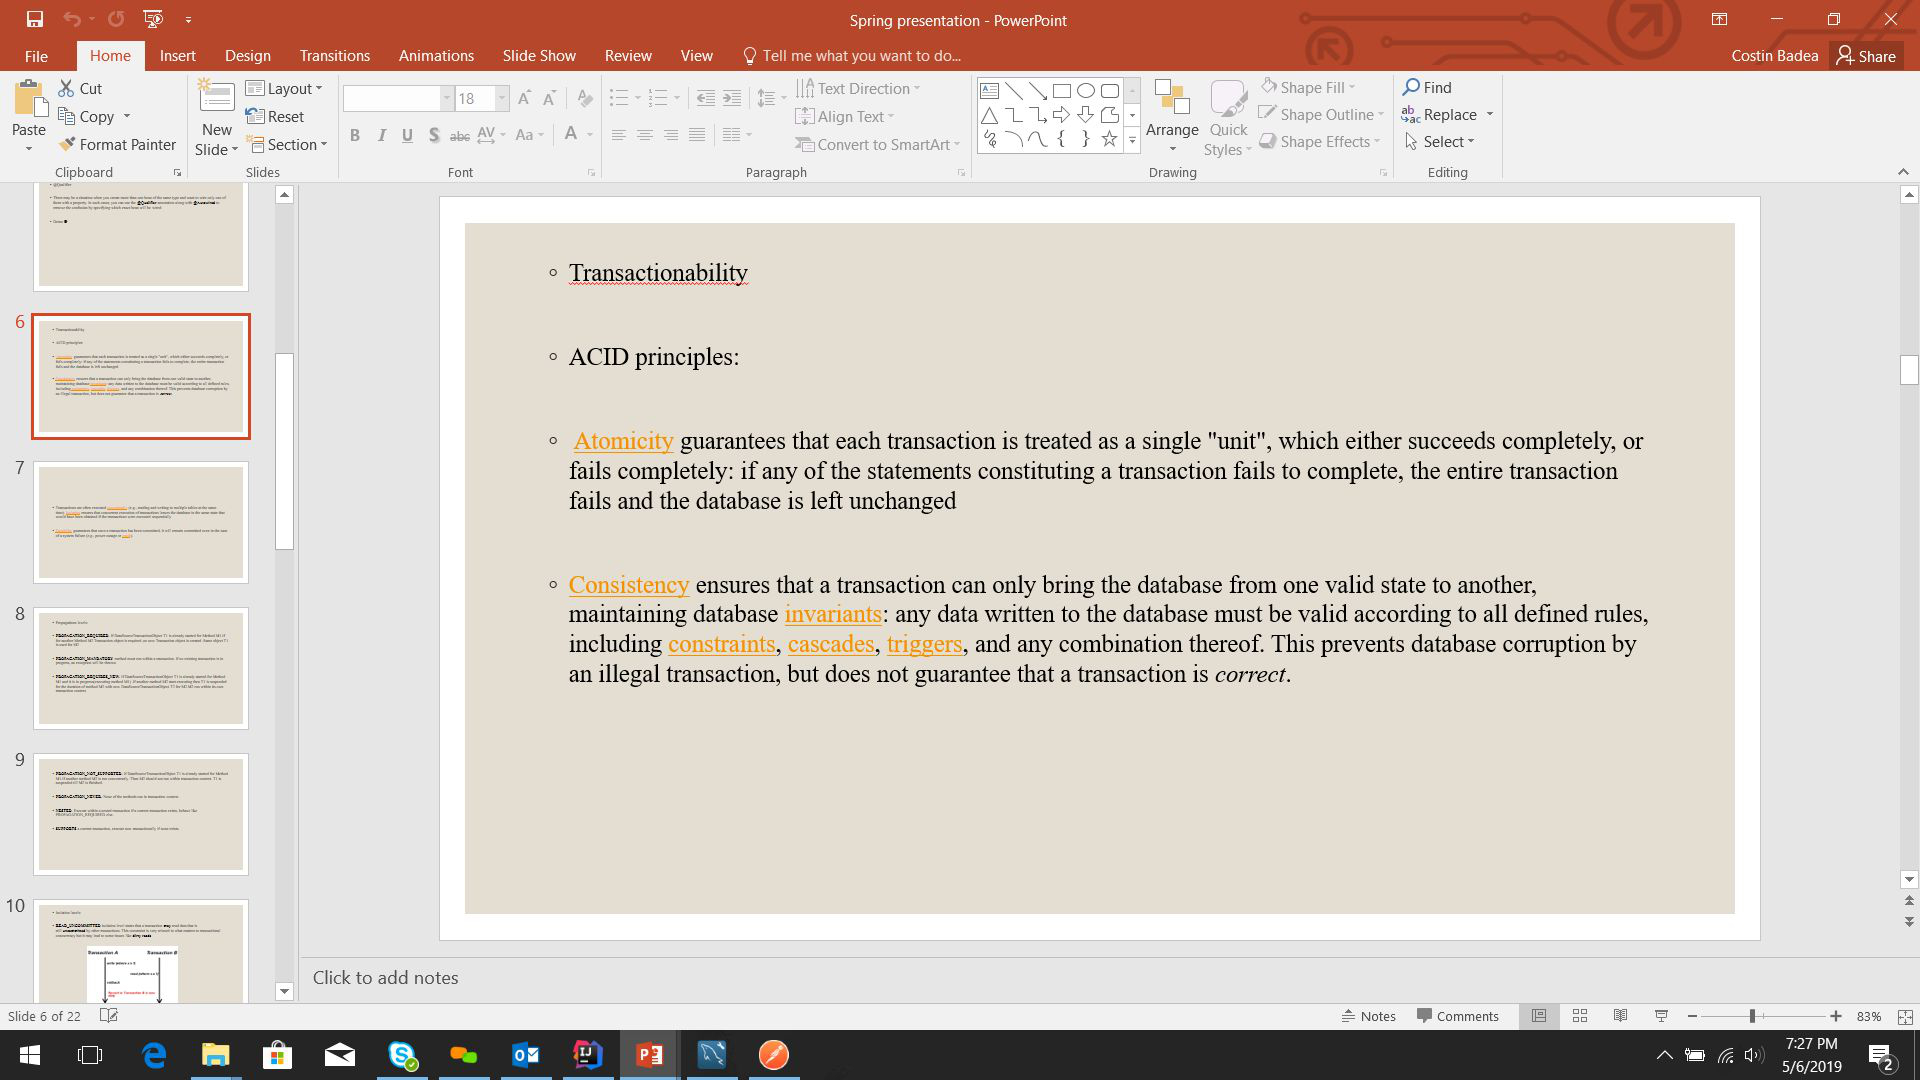 Spring presentation - PowerPoint
File Home Insert Design Transitions Animations Slide Show Review View Tell me what you want to do... Costin Badea Share
Paste
Cut
Copy
Format Painter
Clipboard
New
Slide
Layout
Reset
Section
Slides
18
B I U S abc AV Aa A
Font
Text Direction
Align Text
Convert to SmartArt
Paragraph
Arrange
Quick
Styles
Shape Fill
Shape Outline
Shape Effects
Drawing
Find
Replace
Select
Editing
6
7
8
9
10
Transactionability
ACID principles:
Atomicity guarantees that each transaction is treated as a single "unit", which either succeeds completely, or
fails completely: if any of the statements constituting a transaction fails to complete, the entire transaction
fails and the database is left unchanged
Consistency ensures that a transaction can only bring the database from one valid state to another,
maintaining database invariants: any data written to the database must be valid according to all defined rules,
including constraints, cascades, triggers, and any combination thereof. This prevents database corruption by
an illegal transaction, but does not guarantee that a transaction is correct.
Click to add notes
Slide 6 of 22
Notes Comments 83%
7:27 PM
5/6/2019
2